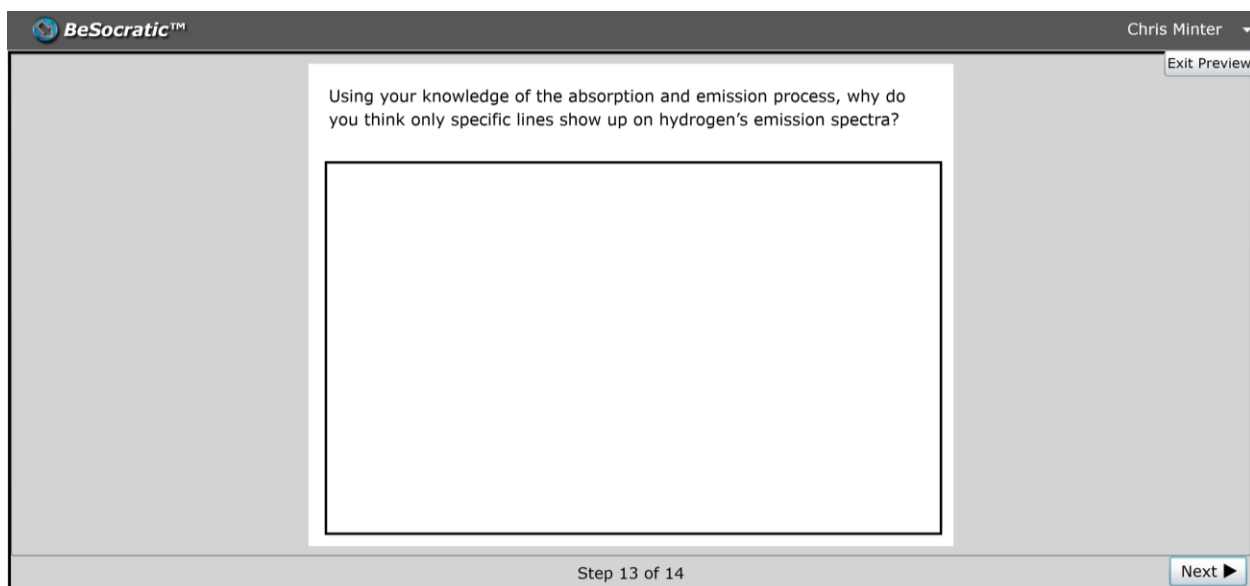 BeSocratic™
Chris Minter
Exit Preview
Using your knowledge of the absorption and emission process, why do
you think only specific lines show up on hydrogen's emission spectra?
Step 13 of 14
Next